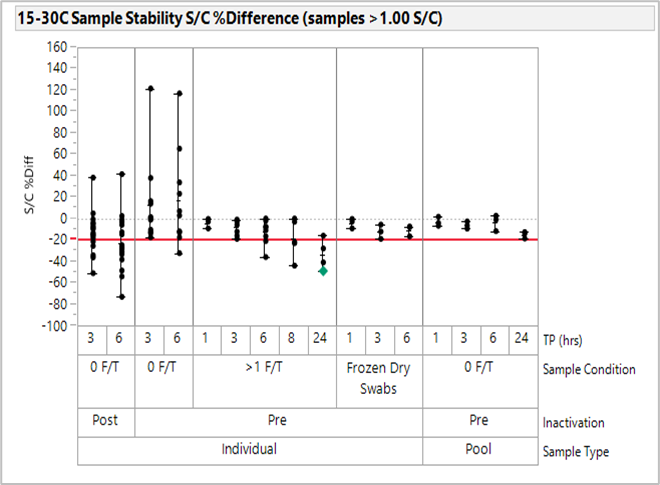 15-30C Sample Stability S/C %Difference (samples >1.00 S/C)
160
140
120
100
80
60
40
20
0
-20
-40
-60
-80
-100
S/C %Diff
3 6 3 6 1 3 6 8 24 1 3 6 1 3 6 24 TP (hrs)
0 F/T 0 F/T >1 F/T Frozen Dry Swabs 0 F/T Sample Condition
Post Pre Pre Inactivation
Individual Pool Sample Type